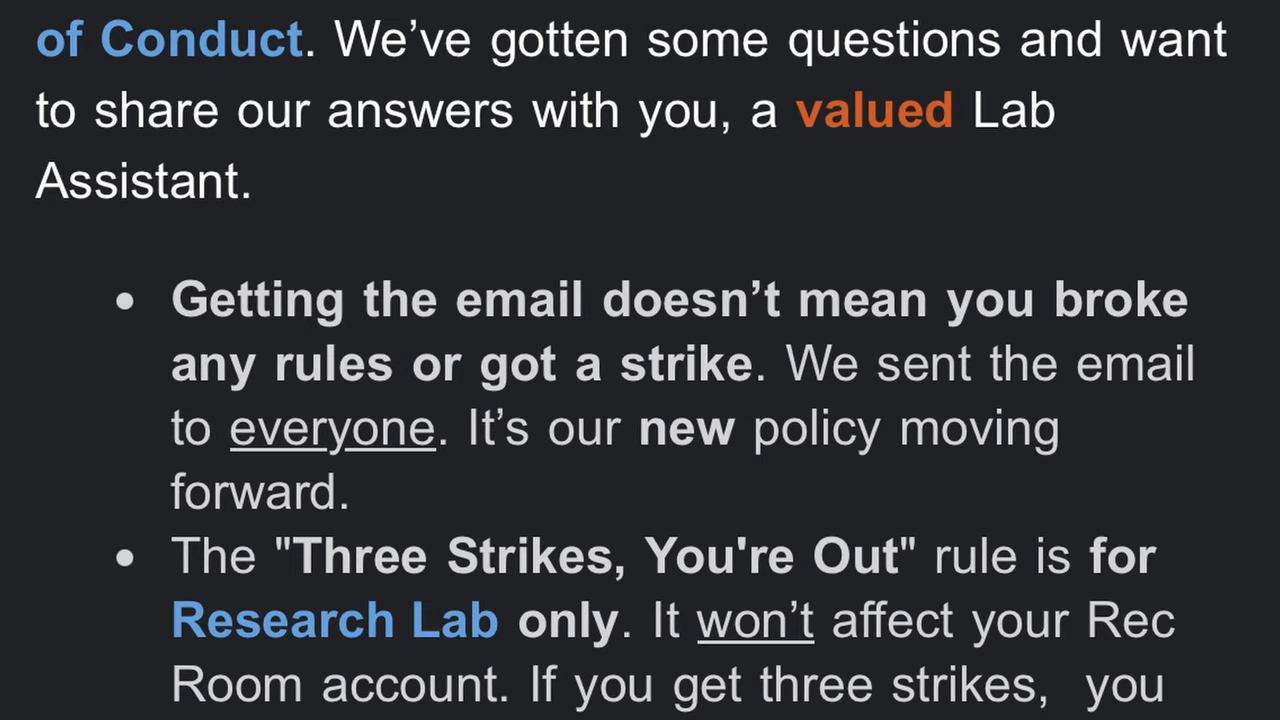 of Conduct. We’ve gotten some questions and want
to share our answers with you, a valued Lab
Assistant.
• Getting the email doesn’t mean you broke
any rules or got a strike. We sent the email
to everyone. It’s our new policy moving
forward.
• The "Three Strikes, You're Out" rule is for
Research Lab only. It won’t affect your Rec
Room account. If you get three strikes,  you